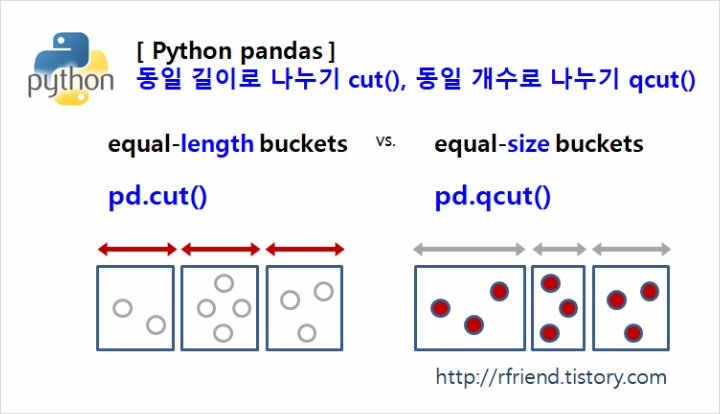 python
[ Python pandas ]
동일 길이로 나누기 cut(), 동일 개수로 나누기 qcut()
equal-length buckets vs. equal-size buckets
pd.cut() pd.qcut()
http://rfriend.tistory.com